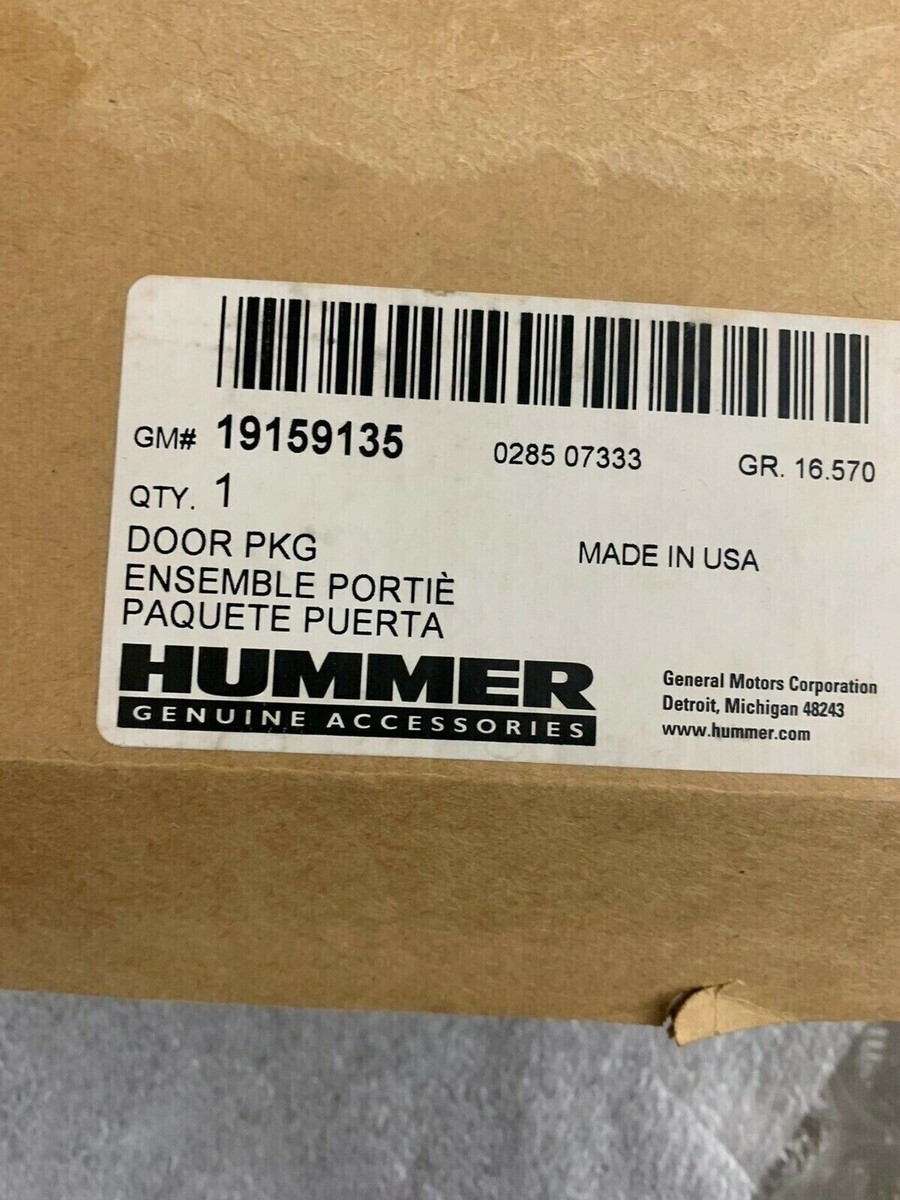 GM# 19159135 0285 07333 GR. 16.570
QTY. 1
DOOR PKG MADE IN USA
ENSEMBLE PORTIÈ
PAQUETE PUERTA
HUMMER
GENUINE ACCESSORIES
General Motors Corporation
Detroit, Michigan 48243
www.hummer.com